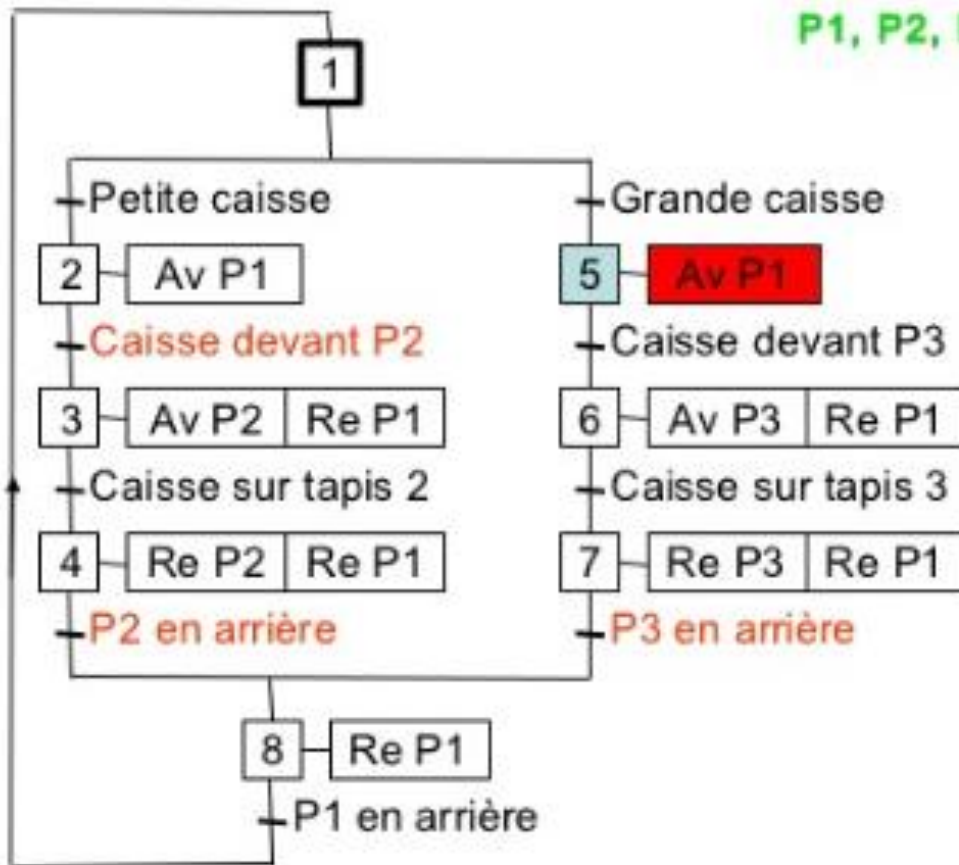 P1, P2,
1
Petite caisse
Grande caisse
2 Av P1
5 Av P1
Caisse devant P2
Caisse devant P3
3 Av P2 Re P1
6 Av P3 Re P1
Caisse sur tapis 2
Caisse sur tapis 3
4 Re P2 Re P1
7 Re P3 Re P1
P2 en arrière
P3 en arrière
8 Re P1
P1 en arrière